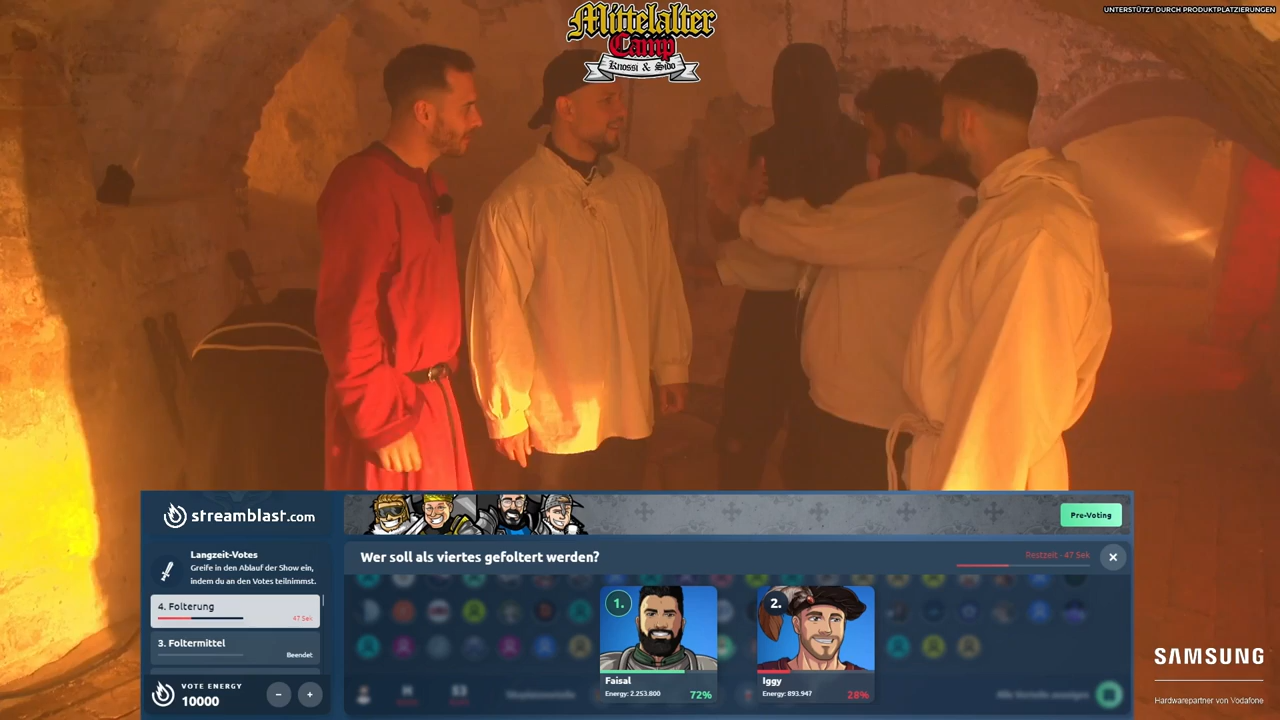 UNTERSTÜTZT DURCH PRODUKTPLATZIERUNGEN
Mittelalter
Camp
Knossi & Sido
streamblast.com
Pre-Voting
Langzeit-Votes
Greife in den Ablauf der Show ein,
indem du an den Votes teilnimmst.
Wer soll als viertes gefoltert werden?
Restzeit - 47 Sek
4. Folterung
47 Sek
3. Foltermittel
Beendet
1.
2.
Faisal
Energy: 2.253.800
72%
Iggy
Energy: 893.947
28%
VOTE ENERGY
10000
SAMSUNG
Hardwarepartner von Vodafone